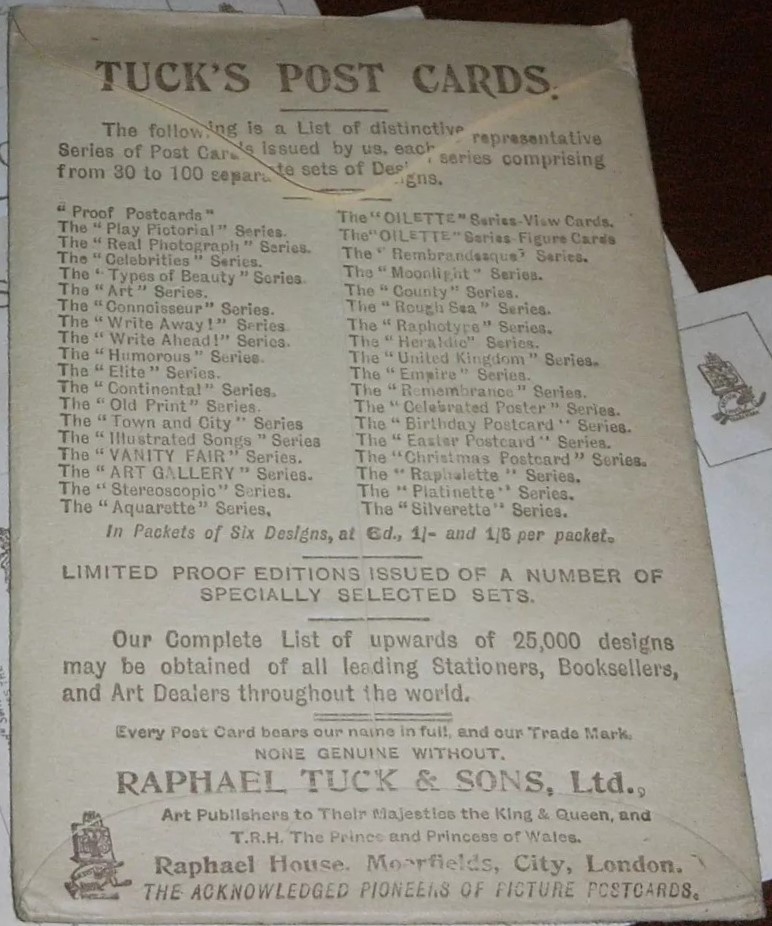 TUCK'S POST CARDS.
The following is a List of distinctive representative
Series of Post Cards issued by us, each series comprising
from 30 to 100 separate sets of Designs.
"Proof Postcards"
The "Play Pictorial" Series.
The "Real Photograph" Series.
The "Celebrities" Series.
The "Types of Beauty" Series.
The "Art" Series.
The "Connoisseur" Series.
The "Write Away!" Series.
The "Write Ahead!" Series.
The "Humorous" Series.
The "Elite" Series.
The "Continental" Series.
The "Old Print" Series.
The "Town and City" Series
The "Illustrated Songs" Series
The "VANITY FAIR" Series.
The "ART GALLERY" Series.
The "Stereoscopic" Series.
The "Aquarette" Series.
The "OILETTE" Series-View Cards.
The "OILETTE" Series-Figure Cards
The "Rembrandesque" Series.
The "Moonlight" Series.
The "County" Series.
The "Rough Sea" Series.
The "Raphotype" Series.
The "Heraldic" Series.
The "United Kingdom" Series.
The "Empire" Series.
The "Remembrance" Series.
The "Celebrated Poster" Series.
The "Birthday Postcard" Series.
The "Easter Postcard" Series.
The "Christmas Postcard" Series.
The "Raphalette" Series.
The "Platinette" Series.
The "Silverette" Series.
In Packets of Six Designs, at 6d., 1/- and 1/6 per packet.
LIMITED PROOF EDITIONS ISSUED OF A NUMBER OF
SPECIALLY SELECTED SETS.
Our Complete List of upwards of 25,000 designs
may be obtained of all leading Stationers, Booksellers,
and Art Dealers throughout the world.
Every Post Card bears our name in full, and our Trade Mark.
NONE GENUINE WITHOUT.
RAPHAEL TUCK & SONS, Ltd.,
Art Publishers to Their Majesties the King & Queen, and
T.R.H. The Prince and Princess of Wales.
Raphael House, Moorfields, City, London.
THE ACKNOWLEDGED PIONEERS OF PICTURE POSTCARDS.